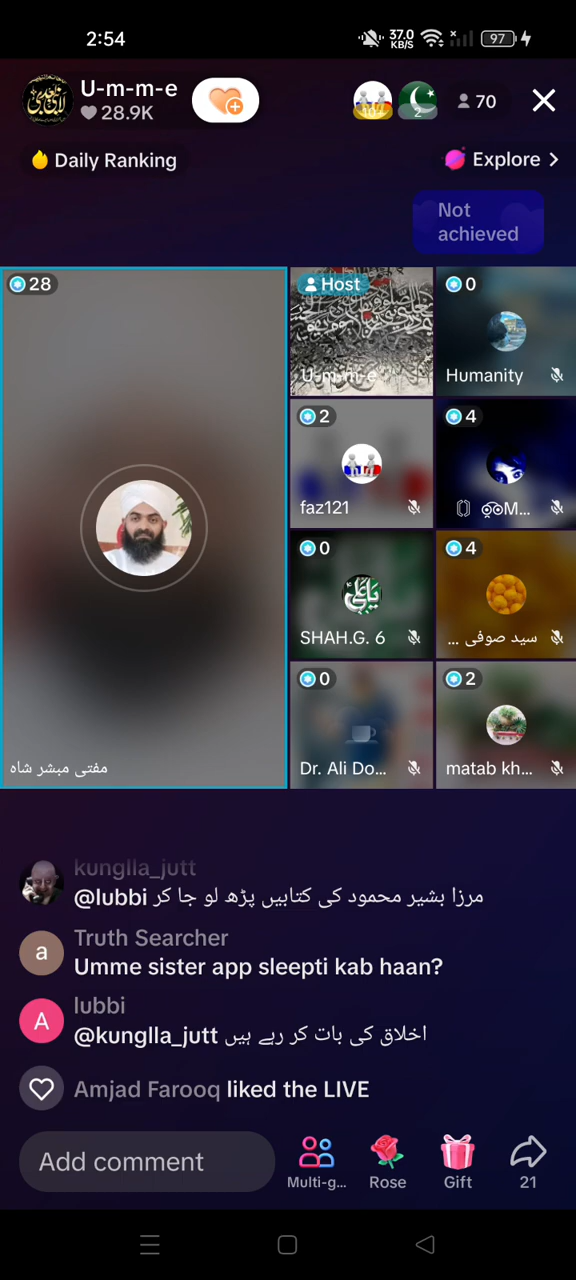 2:54
37.0
KB/S
97
U-m-m-e
28.9K
10+
2
70
Daily Ranking
Explore
Not
achieved
28
مفتی مبشر شاہ
Host
U-m-m-e
0
Humanity
2
faz121
4
M...
0
SHAH.G. 6
4
سید صوفی ...
0
Dr. Ali Do...
2
matab kh...
kunglla_jutt
@lubbi مرزا بشیر محمود کی کتابیں پڑھ لو جا کر
a
Truth Searcher
Umme sister app sleepti kab haan?
A
lubbi
@kunglla_jutt اخلاق کی بات کر رہے ہیں
Amjad Farooq liked the LIVE
Add comment
Multi-g...
Rose
Gift
21